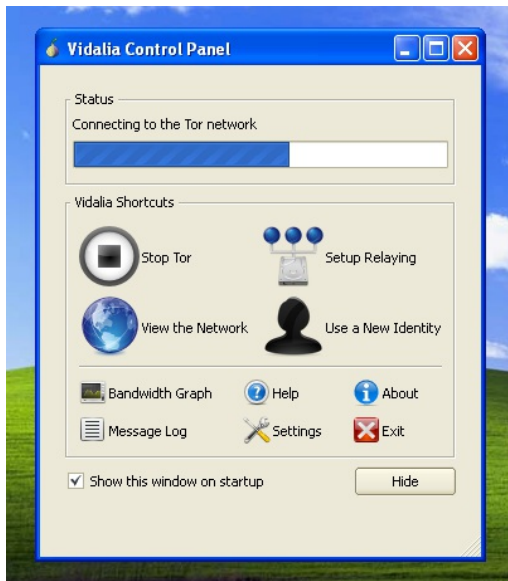 Vidalia Control Panel
Status
Connecting to the Tor network
Vidalia Shortcuts
Stop Tor
Setup Relaying
View the Network
Use a New Identity
Bandwidth Graph
Help
About
Message Log
Settings
Exit
Show this window on startup
Hide